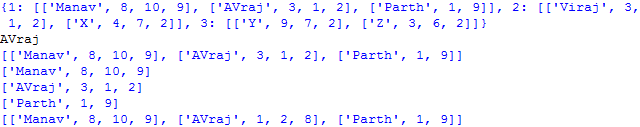 {1: [['Manav', 8, 10, 9], ['AVraj', 3, 1, 2], ['Parth', 1, 9]], 2: [['Viraj', 3,
 1, 2], ['X', 4, 7, 2]], 3: [['Y', 9, 7, 2], ['Z', 3, 6, 2]]}
AVraj
[['Manav', 8, 10, 9], ['AVraj', 3, 1, 2], ['Parth', 1, 9]]
['Manav', 8, 10, 9]
['AVraj', 3, 1, 2]
['Parth', 1, 9]
[['Manav', 8, 10, 9], ['AVraj', 1, 2, 8], ['Parth', 1, 9]]